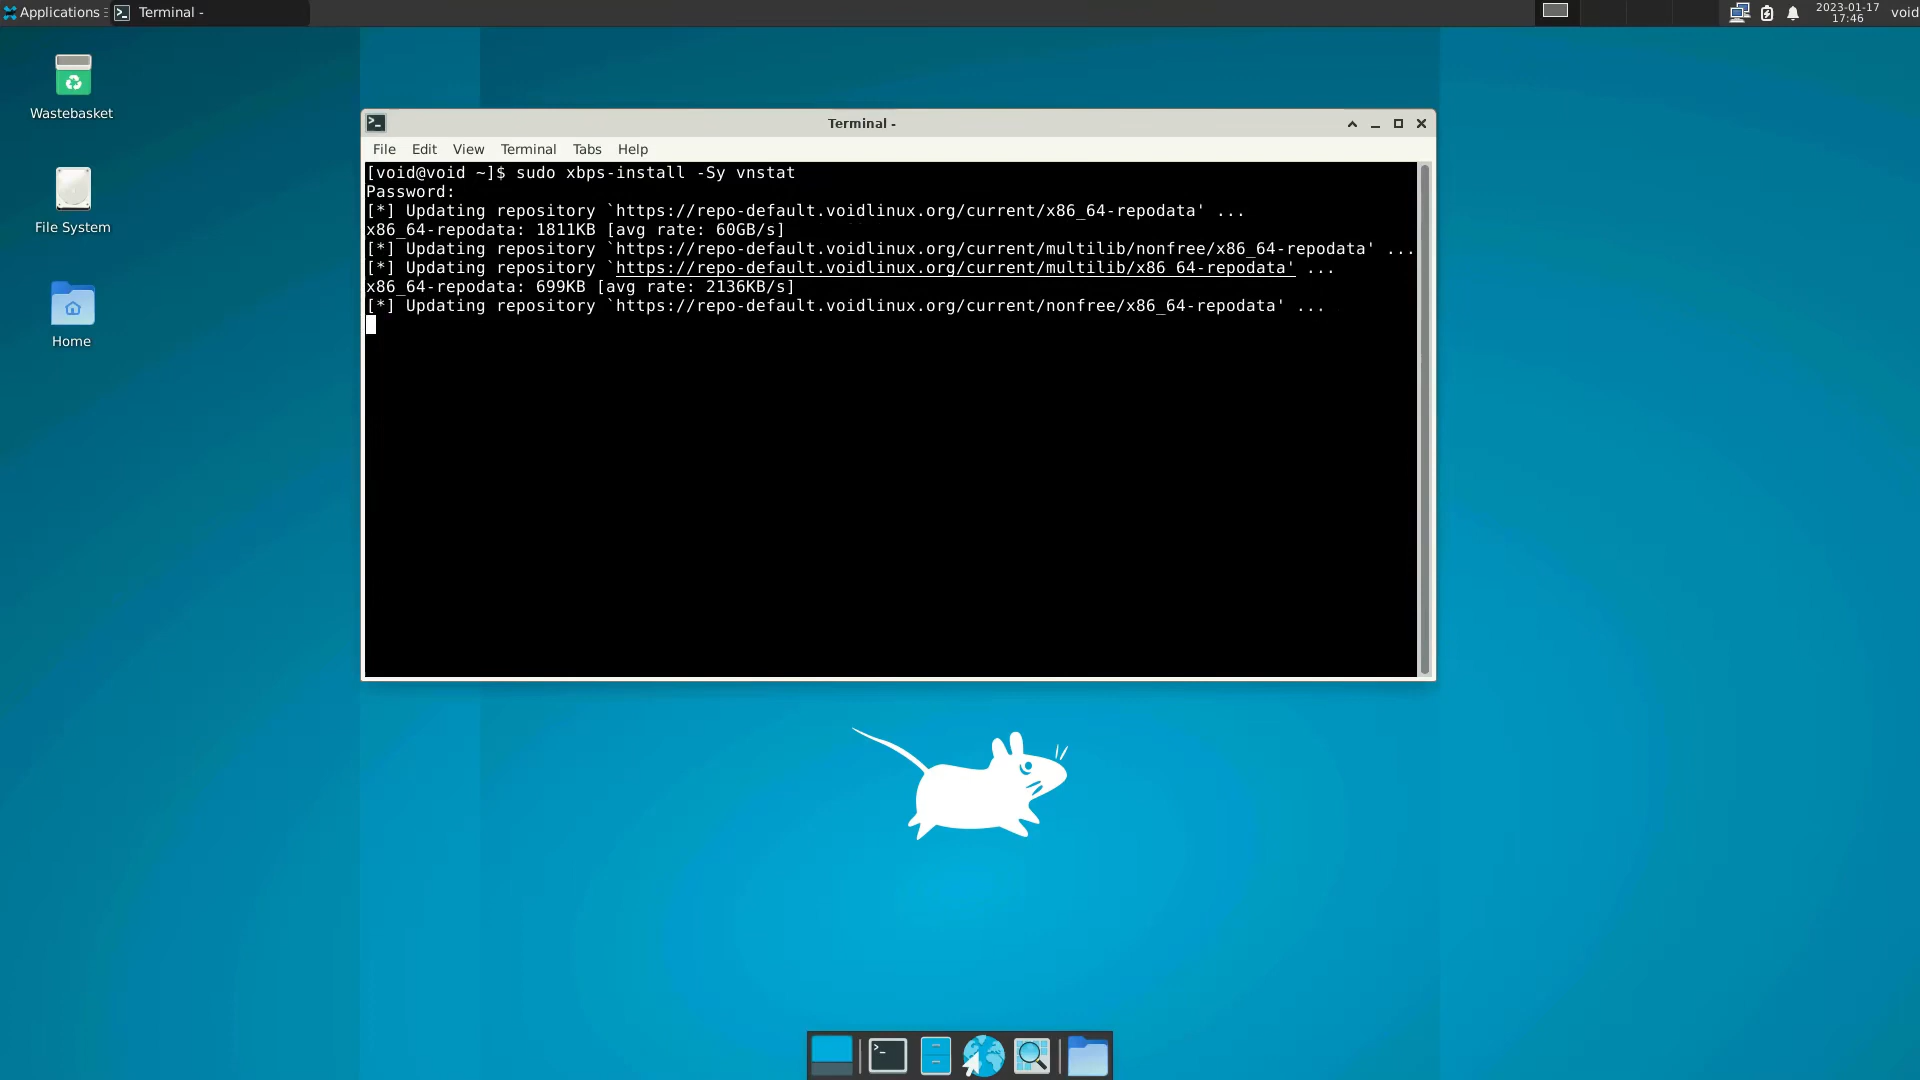 Applications
Terminal -
2023-01-17
17:46
void
Wastebasket
File System
Home
Terminal -
File Edit View Terminal Tabs Help
[void@void ~]$ sudo xbps-install -Sy vnstat
Password:
[*] Updating repository `https://repo-default.voidlinux.org/current/x86_64-repodata' ...
x86_64-repodata: 1811KB [avg rate: 60GB/s]
[*] Updating repository `https://repo-default.voidlinux.org/current/multilib/nonfree/x86_64-repodata' ...
[*] Updating repository `https://repo-default.voidlinux.org/current/multilib/x86_64-repodata' ...
x86_64-repodata: 699KB [avg rate: 2136KB/s]
[*] Updating repository `https://repo-default.voidlinux.org/current/nonfree/x86_64-repodata' ...